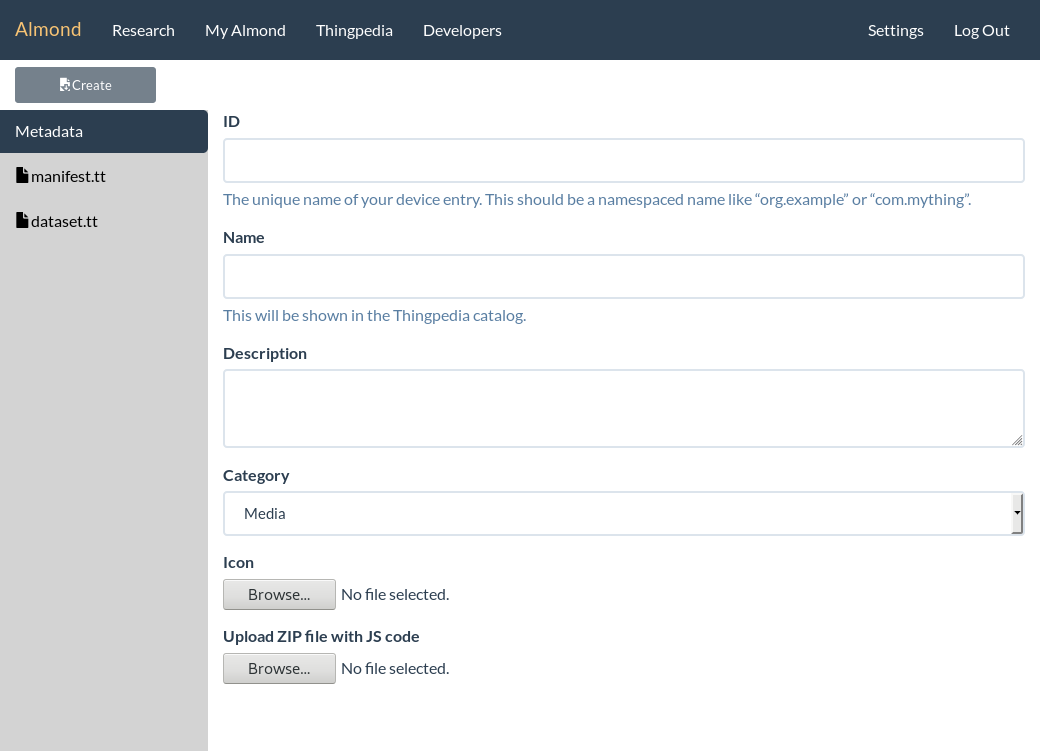 Almond Research My Almond Thingpedia Developers Settings Log Out
Create
Metadata
manifest.tt
dataset.tt
ID
The unique name of your device entry. This should be a namespaced name like “org.example” or “com.mything”.
Name
This will be shown in the Thingpedia catalog.
Description
Category
Media
Icon
Browse... No file selected.
Upload ZIP file with JS code
Browse... No file selected.